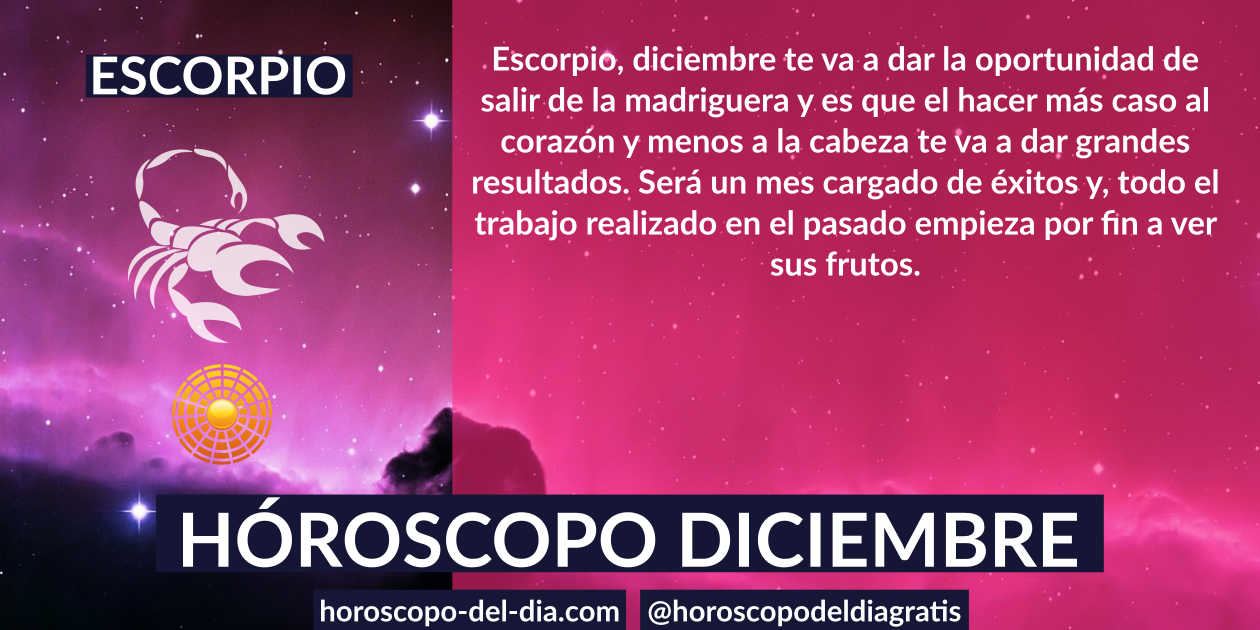 ESCORPIO
Escorpio, diciembre te va a dar la oportunidad de
salir de la madriguera y es que el hacer más caso al
corazón y menos a la cabeza te va a dar grandes
resultados. Será un mes cargado de éxitos y, todo el
trabajo realizado en el pasado empieza por fin a ver
sus frutos.
HÓROSCOPO DICIEMBRE
horoscopo-del-dia.com
@horoscopodeldiagratis